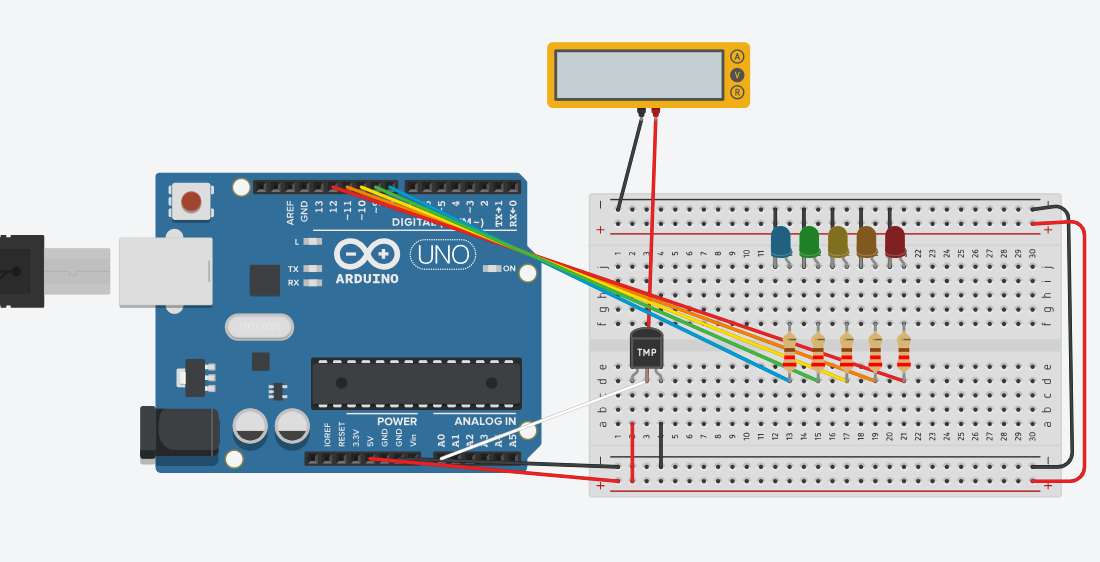 A
V
R
AREF
GND
13
12
~11
~10
~9
~5
4
~3
2
TX→1
RX←0
DIGITAL (PWM~)
L
TX
RX
ARDUINO
UNO
ON
TMP
POWER
ANALOG IN
IOREF
RESET
3.3V
5V
GND
GND
Vin
A0
A1
A2
A3
A5
− −
+ +
1 2 3 4 5 6 7 8 9 10 11 12 13 14 15 16 17 18 19 20 21 22 23 24 25 26 27 28 29 30
j j
i i
h h
g g
f f
e e
d d
c c
b b
a a
1 2 3 4 5 6 7 8 9 10 11 12 13 14 15 16 17 18 19 20 21 22 23 24 25 26 27 28 29 30
− −
+ +